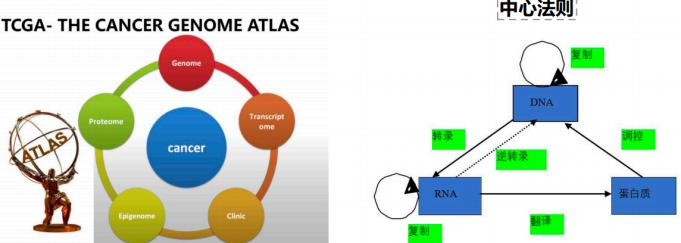 TCGA- THE CANCER GENOME ATLAS
Genome
Transcript
ome
Clinic
Epigenome
Proteome
cancer
ATLAS
中心法则
复制
DNA
转录
逆转录
调控
RNA
蛋白质
复制
翻译